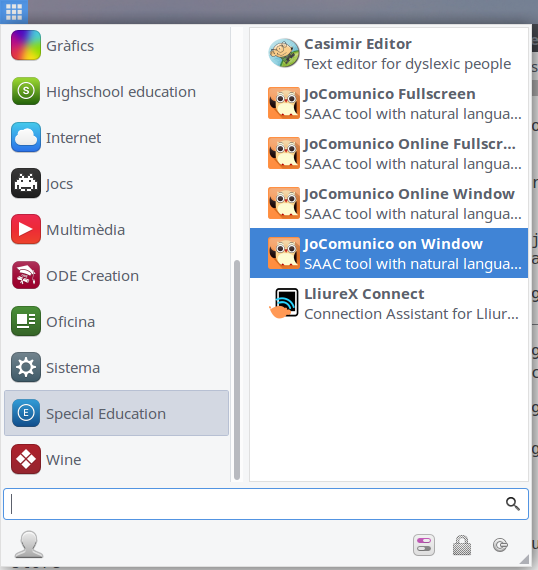 Gràfics
Highschool education
Internet
Jocs
Multimèdia
ODE Creation
Oficina
Sistema
Special Education
Wine
Casimir Editor
Text editor for dyslexic people
JoComunico Fullscreen
SAAC tool with natural langua...
JoComunico Online Fullscr...
SAAC tool with natural langua...
JoComunico Online Window
SAAC tool with natural langua...
JoComunico on Window
SAAC tool with natural langua...
LliureX Connect
Connection Assistant for Lliur...